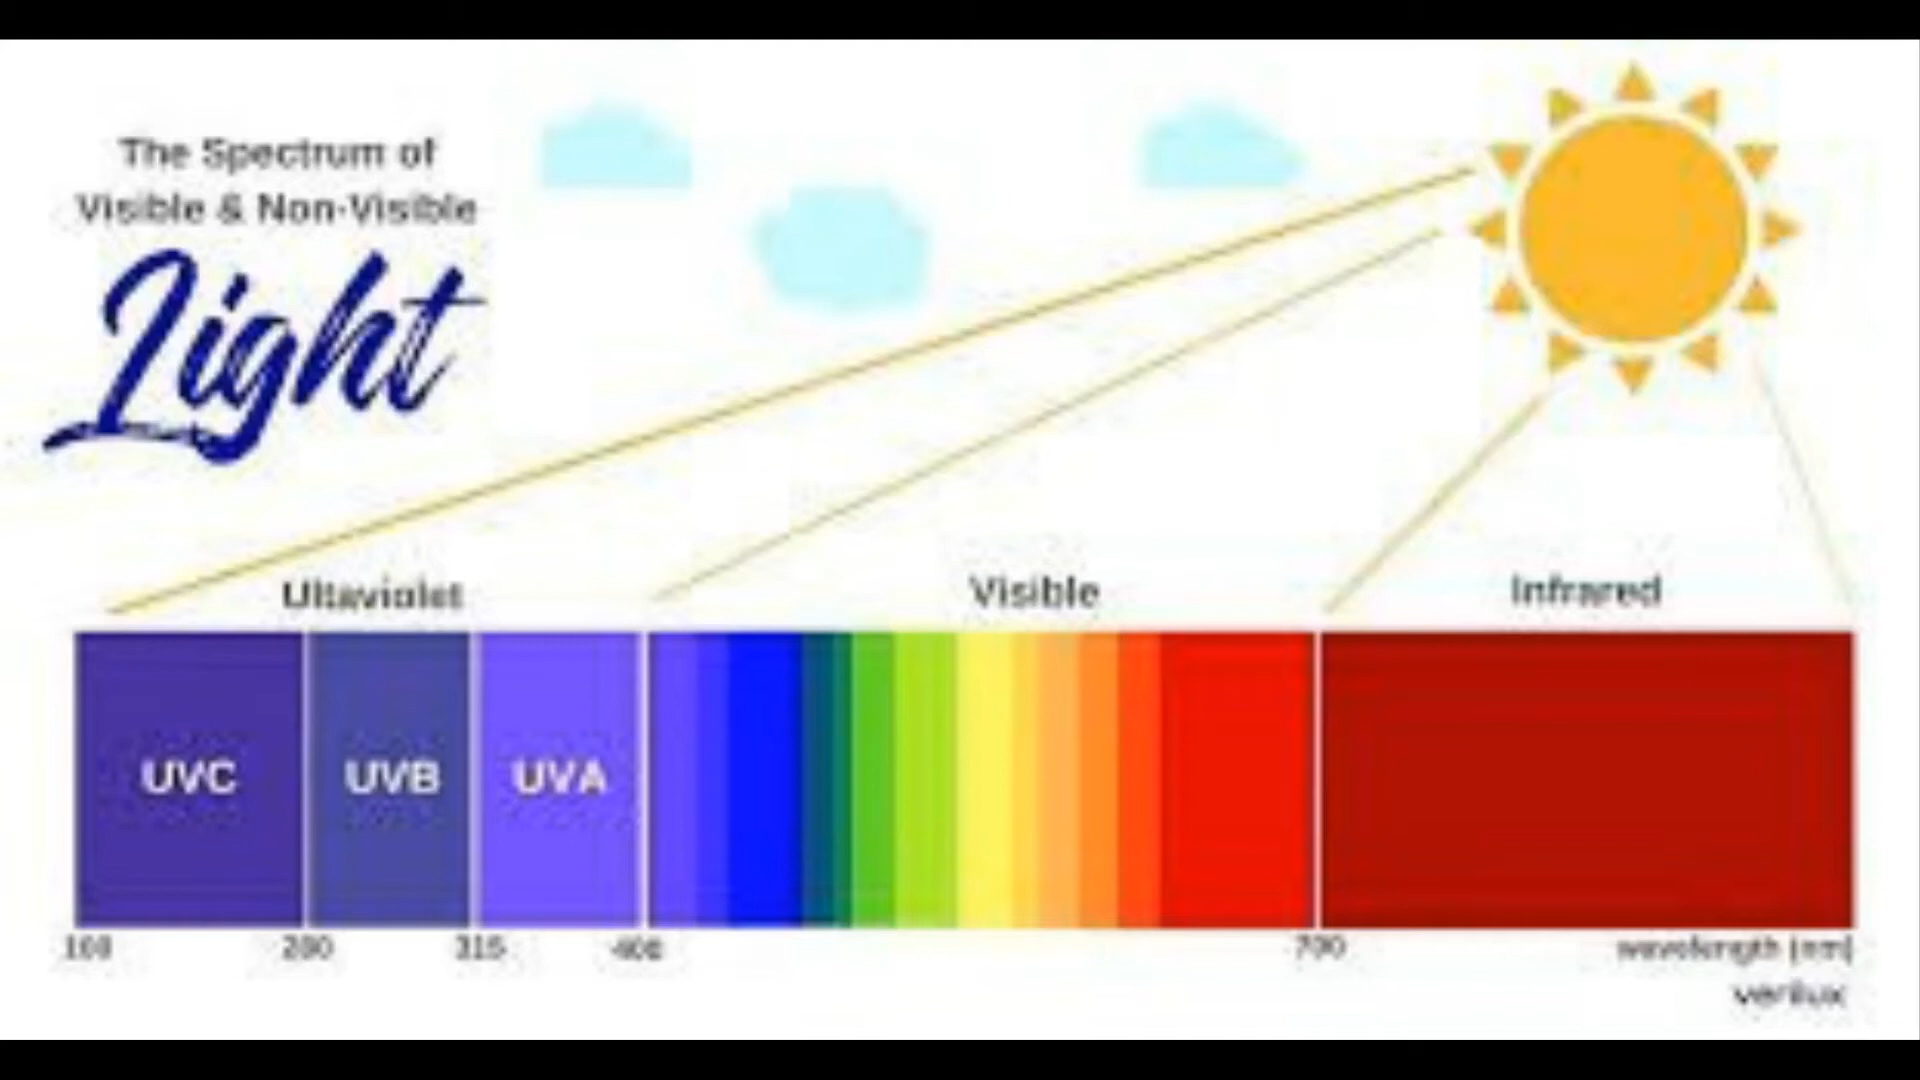 The Spectrum of
Visible & Non-Visible
Light
Ultaviolet
Visible
Infrared
UVC
UVB
UVA
100
280
315
400
700
wavelength (nm)
verilux